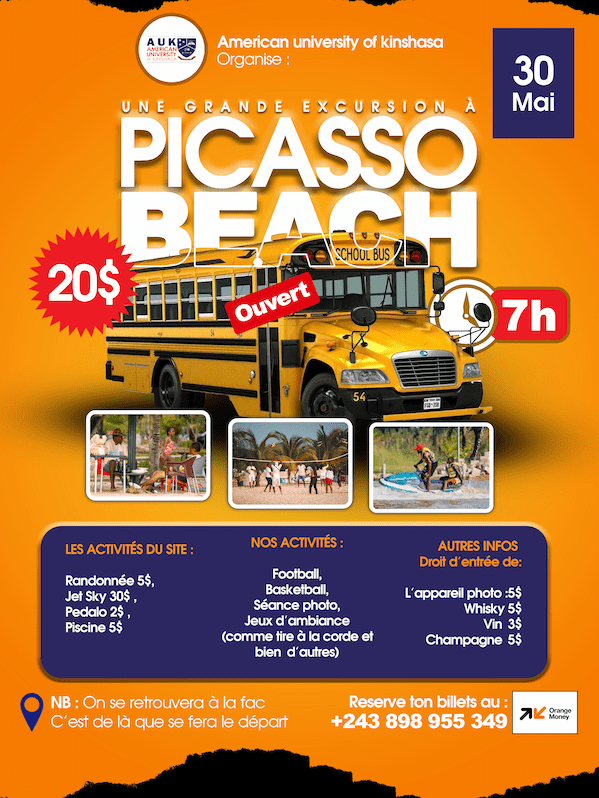 AUK
AMERICAN
UNIVERSITY
of KINSHASA
American university of kinshasa
Organise :
30
Mai
UNE GRANDE EXCURSION À
PICASSO
BEACH
SCHOOL BUS
20$
Ouvert
7h
54
54
LES ACTIVITÉS DU SITE :
Randonnée 5$,
Jet Sky 30$ ,
Pedalo 2$ ,
Piscine 5$
NOS ACTIVITÉS :
Football,
Basketball,
Séance photo,
Jeux d'ambiance
(comme tire à la corde et
bien d'autres)
AUTRES INFOS
Droit d'entrée de:
L'appareil photo :5$
Whisky 5$
Vin 3$
Champagne 5$
NB : On se retrouvera à la fac
C'est de là que se fera le départ
Reserve ton billets au :
+243 898 955 349
Orange
Money